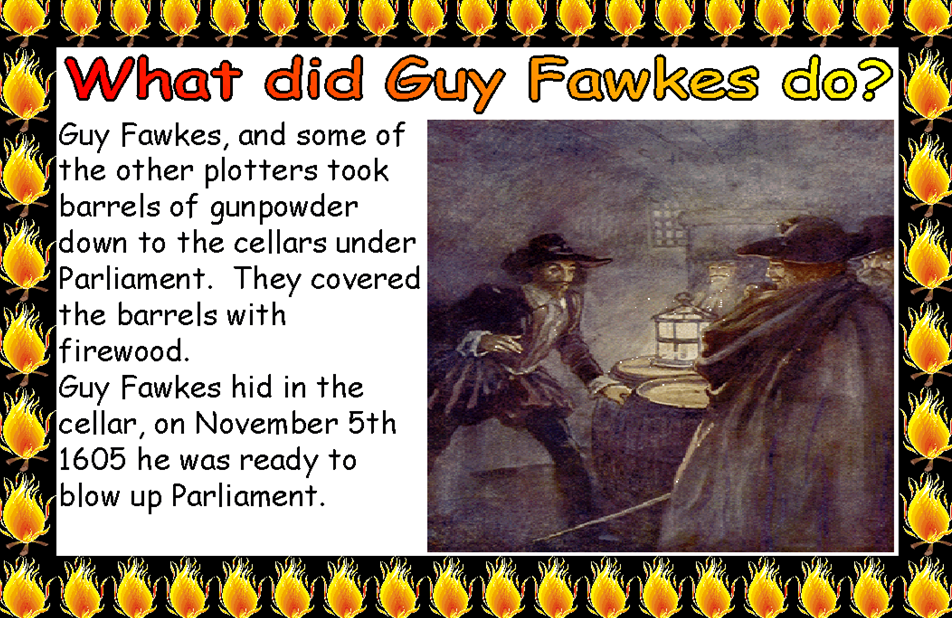 What did Guy Fawkes do?
Guy Fawkes, and some of
the other plotters took
barrels of gunpowder
down to the cellars under
Parliament.  They covered
the barrels with
firewood.
Guy Fawkes hid in the
cellar, on November 5th
1605 he was ready to
blow up Parliament.